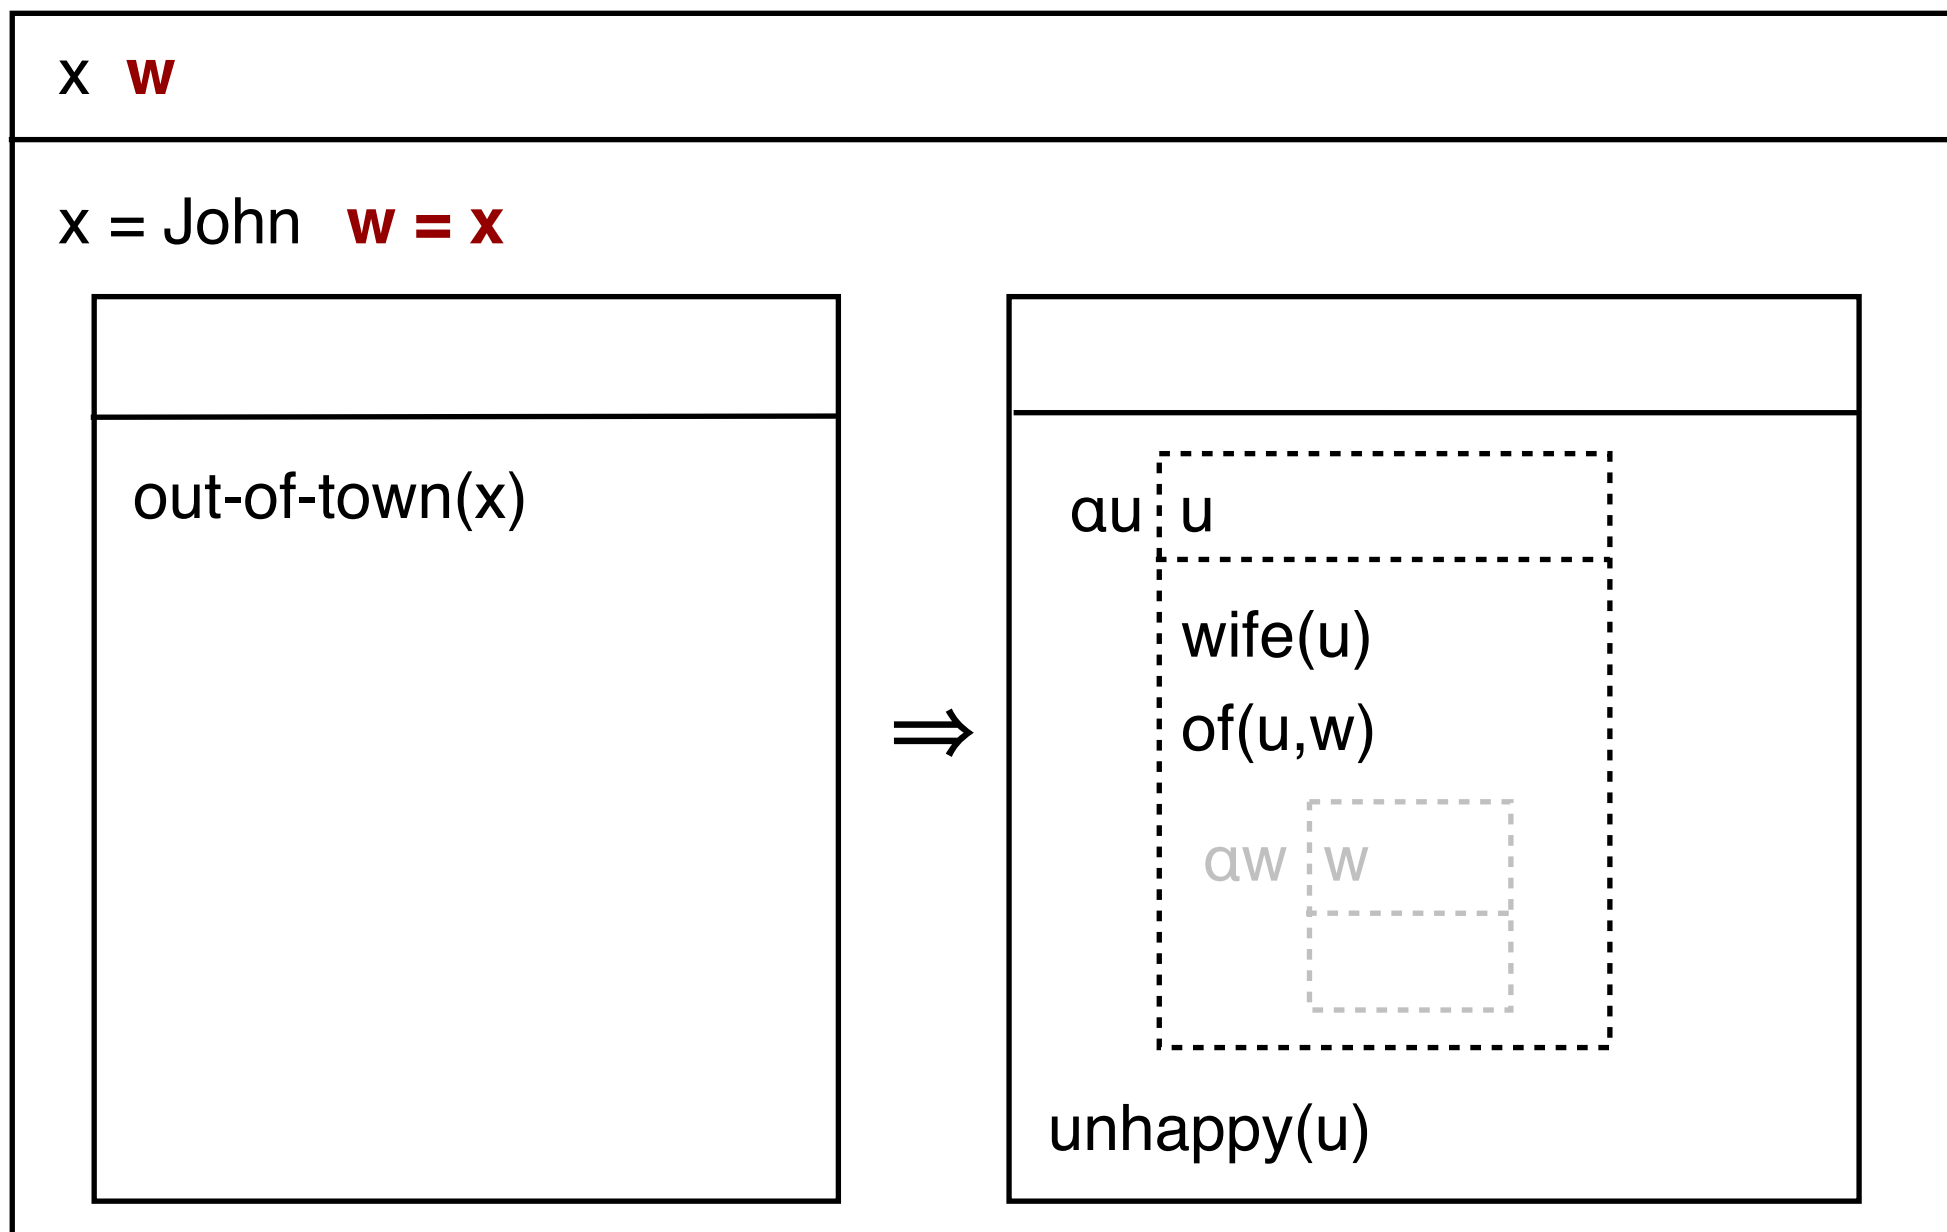 x w
x = John w = x
out-of-town(x)
⇒
αu u
wife(u)
of(u,w)
αw w
unhappy(u)